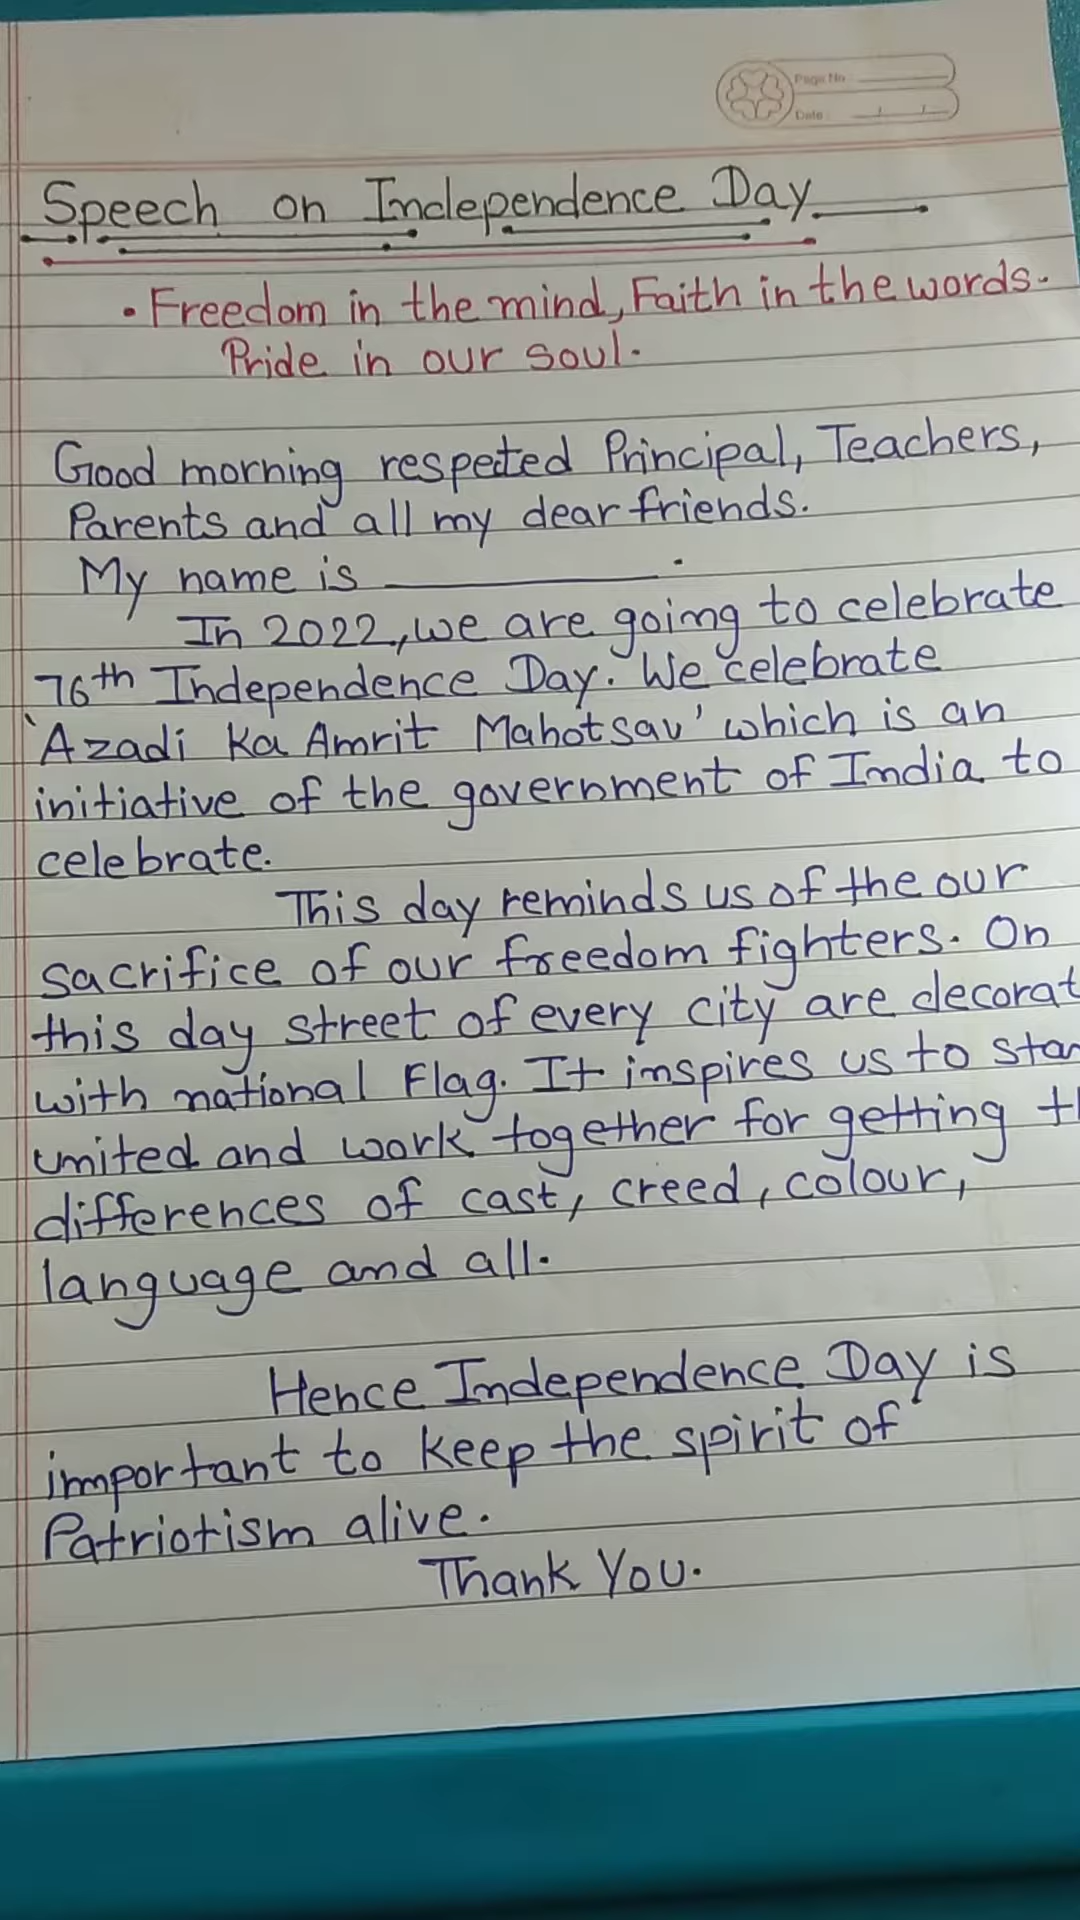 Page No
Date
Speech on Independence Day
• Freedom in the mind, Faith in the words.
Pride in our soul.
Good morning respected Principal, Teachers,
Parents and all my dear friends.
My name is ____________.
In 2022, we are going to celebrate
76th Independence Day. We celebrate
'Azadi Ka Amrit Mahotsav' which is an
initiative of the government of India to
celebrate.
This day reminds us of the our
sacrifice of our freedom fighters. On
this day street of every city are decorat
with national Flag. It inspires us to stan
united and work together for getting th
differences of cast, creed, colour,
language and all.
Hence Independence Day is
important to keep the spirit of
Patriotism alive.
Thank You.